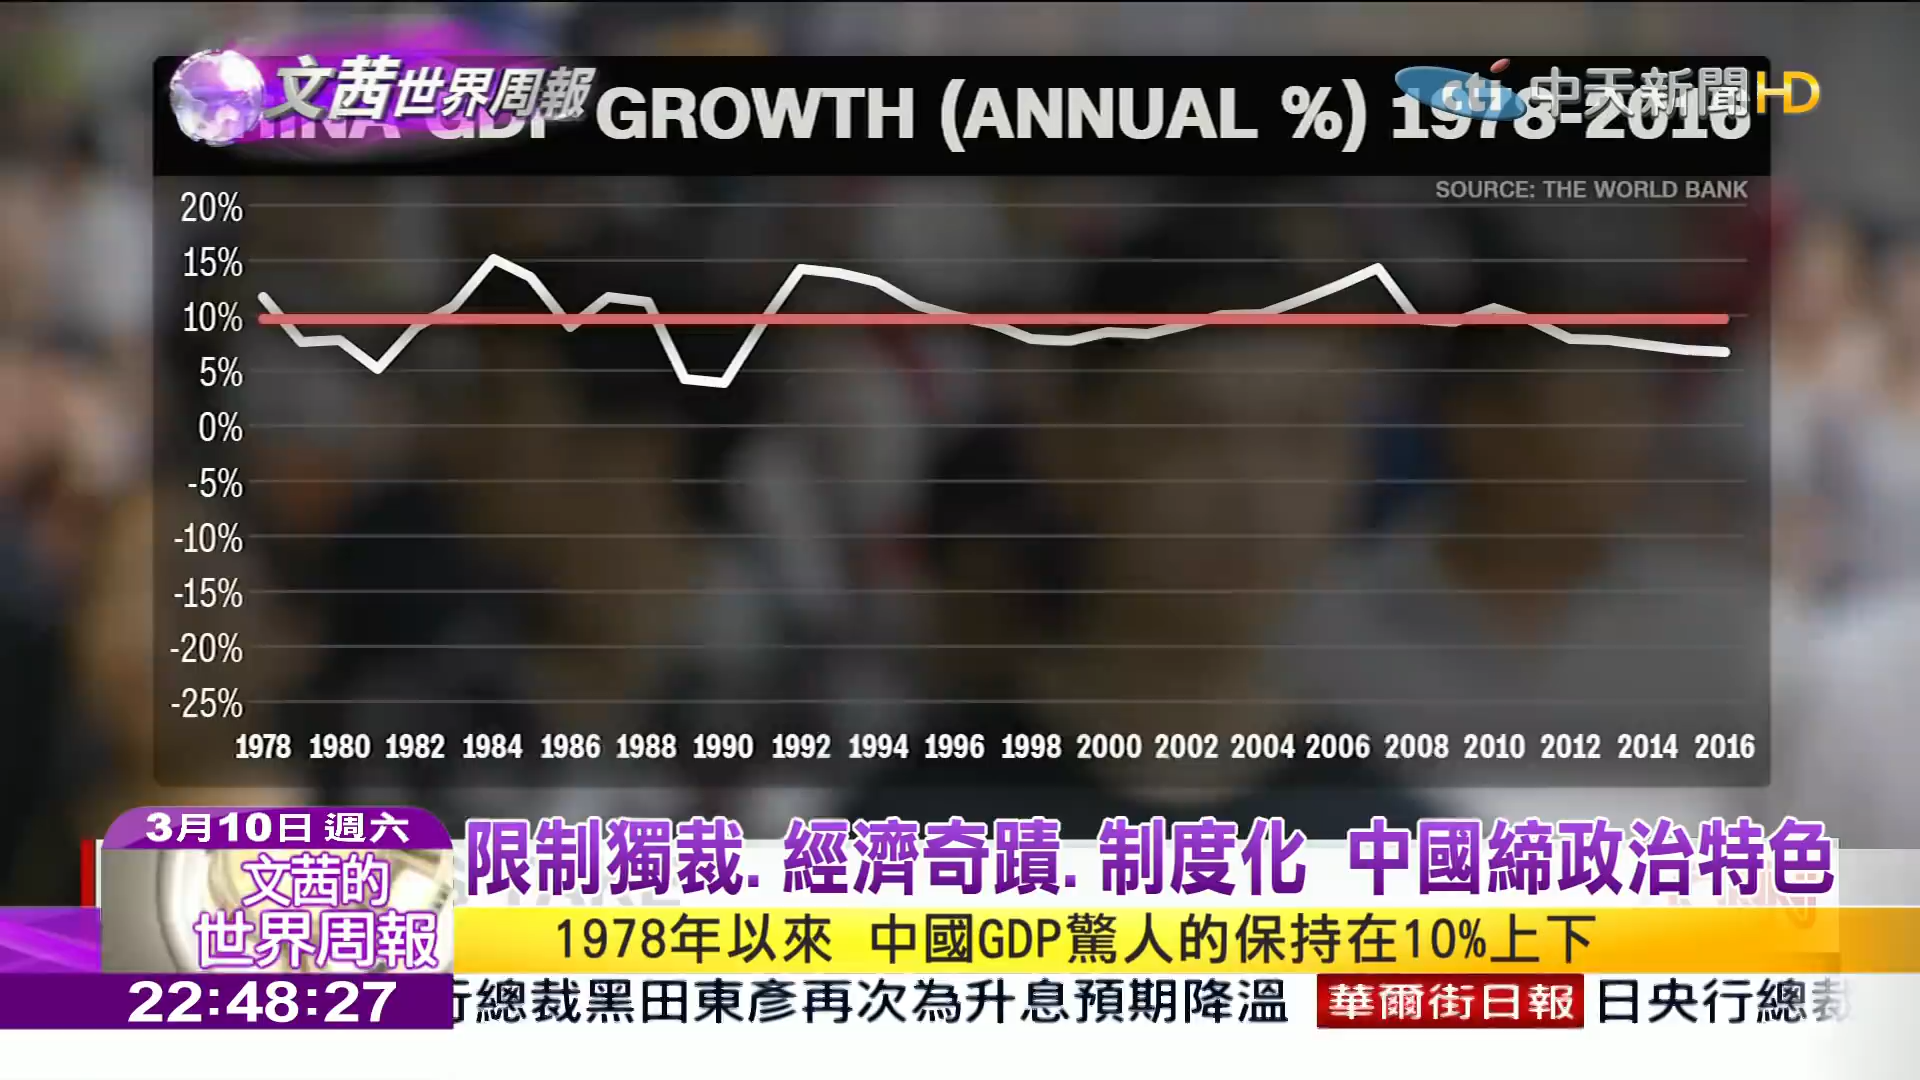 文茜世界周報
cti 中天新聞HD
GROWTH (ANNUAL %) 1978-2016
SOURCE: THE WORLD BANK
20%
15%
10%
5%
0%
-5%
-10%
-15%
-20%
-25%
1978 1980 1982 1984 1986 1988 1990 1992 1994 1996 1998 2000 2002 2004 2006 2008 2010 2012 2014 2016
3月10日 週六
文茜的
世界周報
22:48:27
限制獨裁.經濟奇蹟.制度化 中國締政治特色
1978年以來 中國GDP驚人的保持在10%上下
行總裁黑田東彥再次為升息預期降溫 華爾街日報 日央行總裁